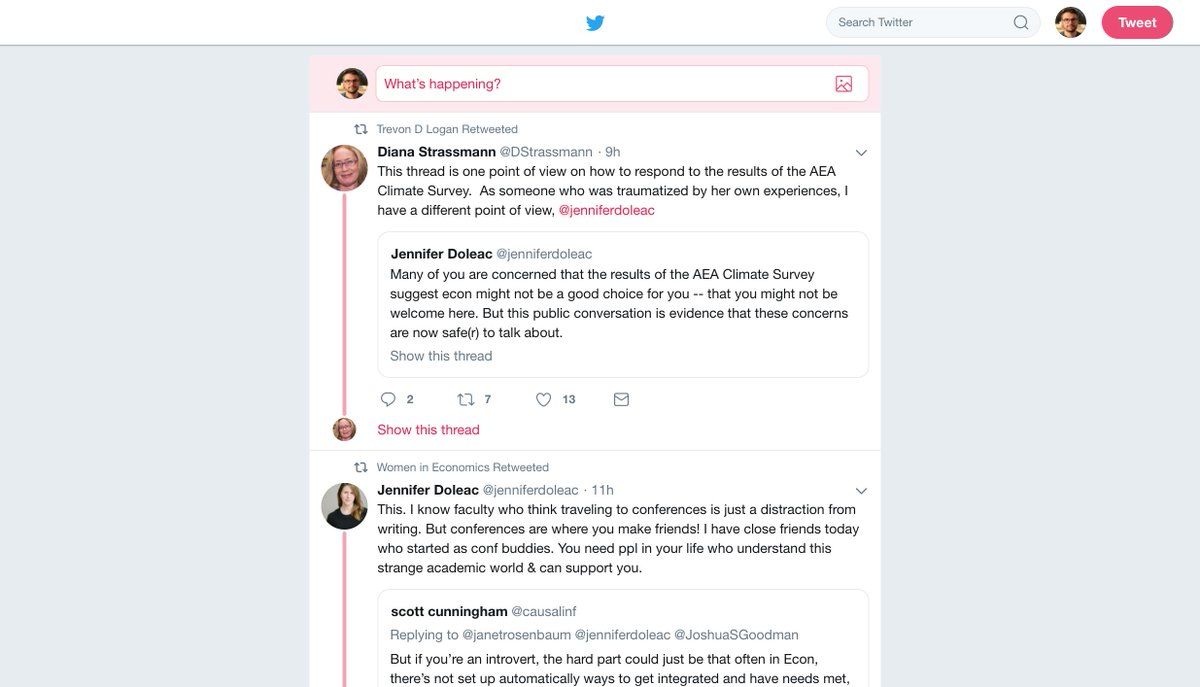 Search Twitter
Tweet
What's happening?
Trevon D Logan Retweeted
Diana Strassmann @DStrassmann · 9h
This thread is one point of view on how to respond to the results of the AEA
Climate Survey.  As someone who was traumatized by her own experiences, I
have a different point of view, @jenniferdoleac
Jennifer Doleac @jenniferdoleac
Many of you are concerned that the results of the AEA Climate Survey
suggest econ might not be a good choice for you -- that you might not be
welcome here. But this public conversation is evidence that these concerns
are now safe(r) to talk about.
Show this thread
2 7 13
Show this thread
Women in Economics Retweeted
Jennifer Doleac @jenniferdoleac · 11h
This. I know faculty who think traveling to conferences is just a distraction from
writing. But conferences are where you make friends! I have close friends today
who started as conf buddies. You need ppl in your life who understand this
strange academic world & can support you.
scott cunningham @causalinf
Replying to @janetrosenbaum @jenniferdoleac @JoshuaSGoodman
But if you're an introvert, the hard part could just be that often in Econ,
there's not set up automatically ways to get integrated and have needs met,